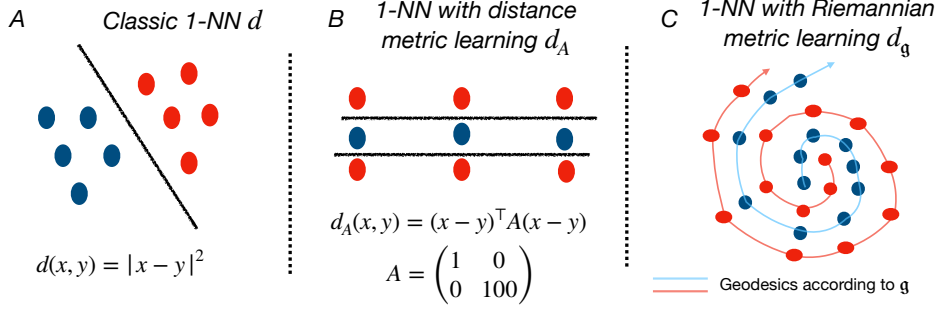 A
Classic 1-NN d
d(x, y) = |x − y|²
B
1-NN with distance
metric learning d_A
d_A(x, y) = (x − y)^⊤ A(x − y)
A = (1 0
0 100)
C
1-NN with Riemannian
metric learning d_𝔤
Geodesics according to 𝔤